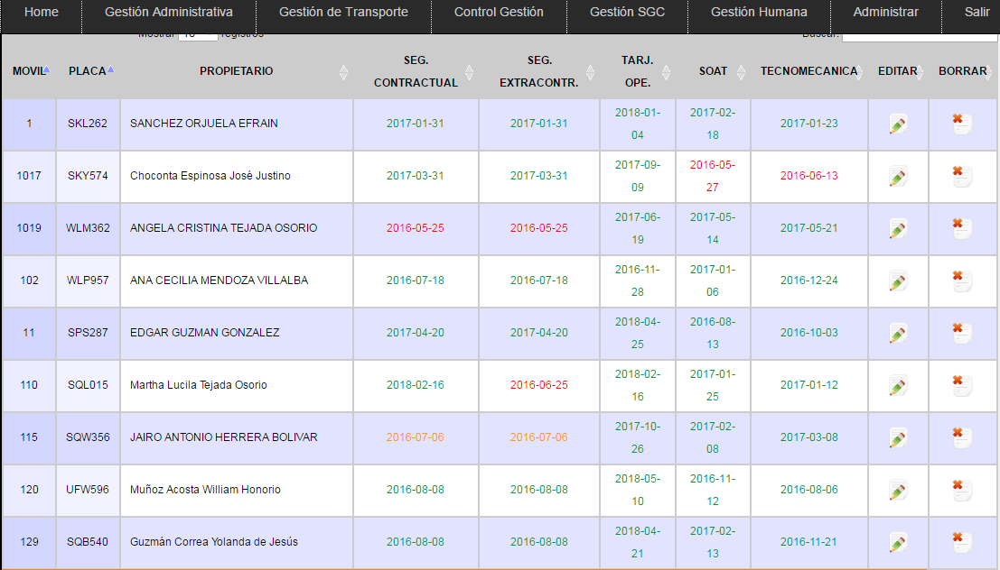 Home Gestión Administrativa Gestión de Transporte Control Gestión Gestión SGC Gestión Humana Administrar Salir
Mostrar 10 registros Buscar:
MOVIL PLACA PROPIETARIO SEG. CONTRACTUAL SEG. EXTRACONTR. TARJ. OPE. SOAT TECNOMECANICA EDITAR BORRAR
1 SKL262 SANCHEZ ORJUELA EFRAIN 2017-01-31 2017-01-31 2018-01-04 2017-02-18 2017-01-23
1017 SKY574 Choconta Espinosa José Justino 2017-03-31 2017-03-31 2017-09-09 2016-05-27 2016-06-13
1019 WLM362 ANGELA CRISTINA TEJADA OSORIO 2016-05-25 2016-05-25 2017-06-19 2017-05-14 2017-05-21
102 WLP957 ANA CECILIA MENDOZA VILLALBA 2016-07-18 2016-07-18 2016-11-28 2017-01-06 2016-12-24
11 SPS287 EDGAR GUZMAN GONZALEZ 2017-04-20 2017-04-20 2018-04-25 2016-08-13 2016-10-03
110 SQL015 Martha Lucila Tejada Osorio 2018-02-16 2016-06-25 2018-02-16 2017-01-25 2017-01-12
115 SQW356 JAIRO ANTONIO HERRERA BOLIVAR 2016-07-06 2016-07-06 2017-10-26 2017-02-08 2017-03-08
120 UFW596 Muñoz Acosta William Honorio 2016-08-08 2016-08-08 2018-05-10 2016-11-12 2016-08-06
129 SQB540 Guzmán Correa Yolanda de Jesús 2016-08-08 2016-08-08 2018-04-21 2017-02-13 2016-11-21